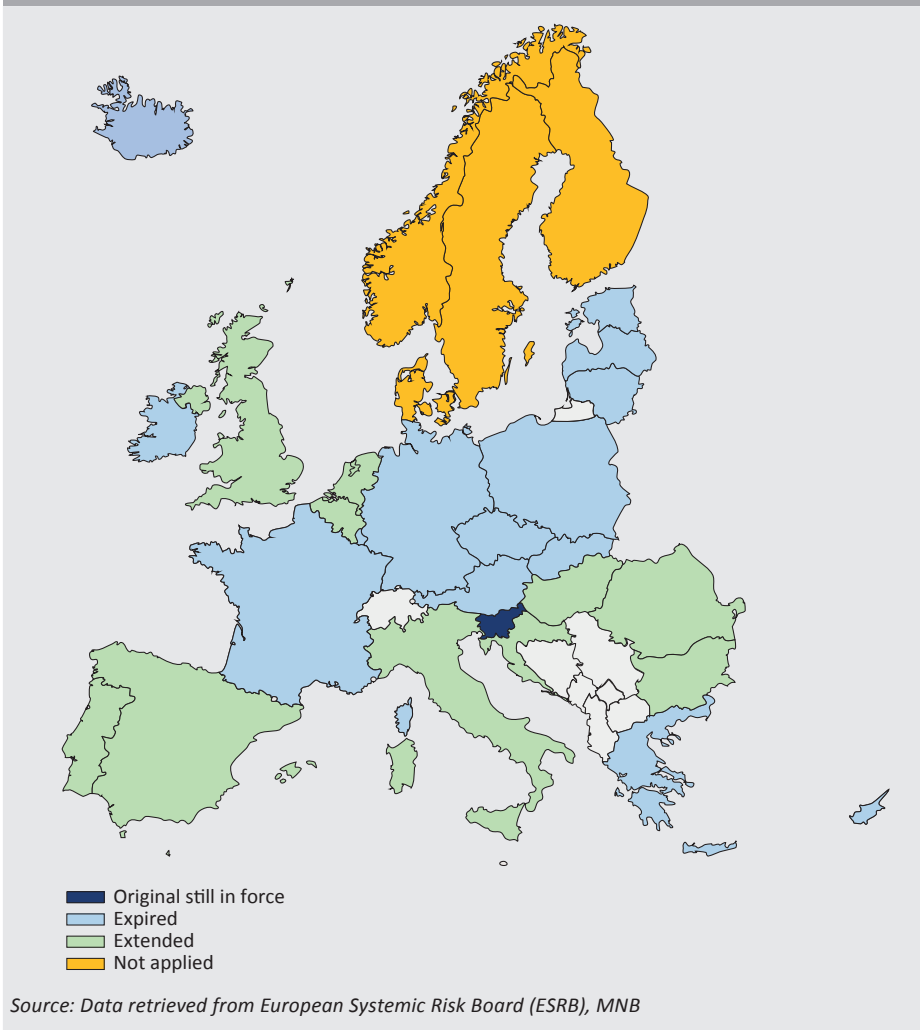 Original still in force
Expired
Extended
Not applied
Source: Data retrieved from European Systemic Risk Board (ESRB), MNB